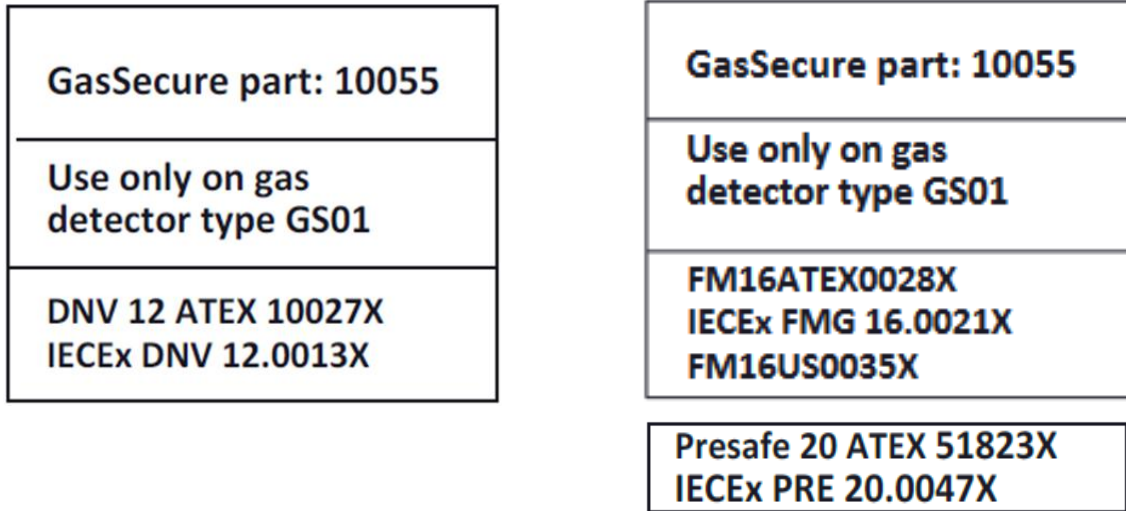 GasSecure part: 10055
Use only on gas
detector type GS01
DNV 12 ATEX 10027X
IECEx DNV 12.0013X
GasSecure part: 10055
Use only on gas
detector type GS01
FM16ATEX0028X
IECEx FMG 16.0021X
FM16US0035X
Presafe 20 ATEX 51823X
IECEx PRE 20.0047X